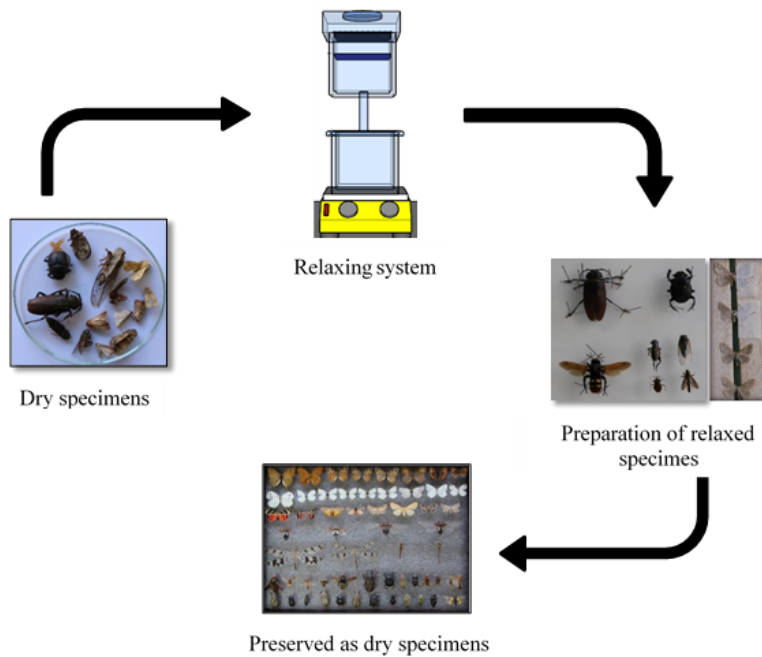 Relaxing system
Dry specimens
Preparation of relaxed
specimes
Preserved as dry specimens